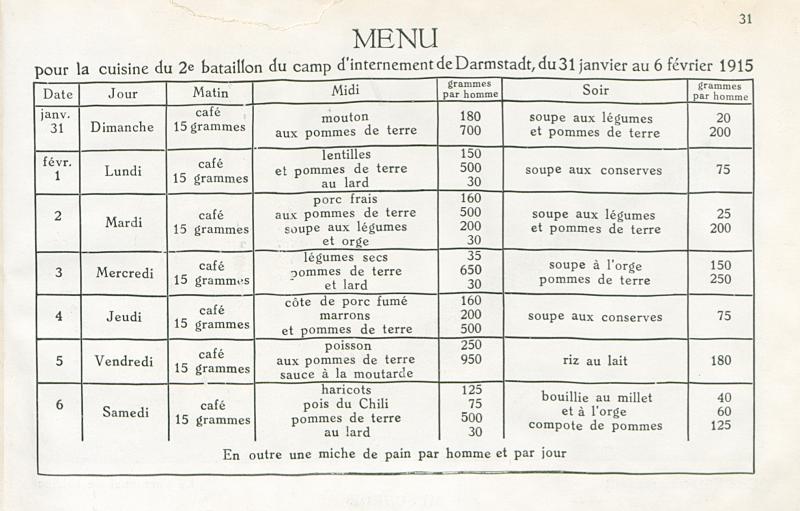 31
MENU
pour la cuisine du 2e bataillon du camp d'internement de Darmstadt, du 31 janvier au 6 février 1915
Date Jour Matin Midi grammes par homme Soir grammes par homme
janv. 31 Dimanche café 15 grammes
mouton 180
aux pommes de terre 700
soupe aux légumes 20
et pommes de terre 200
févr. 1 Lundi café 15 grammes
lentilles 150
et pommes de terre 500
au lard 30
soupe aux conserves 75
2 Mardi café 15 grammes
porc frais 160
aux pommes de terre 500
soupe aux légumes 200
et orge 30
soupe aux légumes 25
et pommes de terre 200
3 Mercredi café 15 grammes
légumes secs 35
pommes de terre 650
et lard 30
soupe à l'orge 150
pommes de terre 250
4 Jeudi café 15 grammes
côte de porc fumé 160
marrons 200
et pommes de terre 500
soupe aux conserves 75
5 Vendredi café 15 grammes
poisson 250
aux pommes de terre 950
sauce à la moutarde
riz au lait 180
6 Samedi café 15 grammes
haricots 125
pois du Chili 75
pommes de terre 500
au lard 30
bouillie au millet 40
et à l'orge 60
compote de pommes 125
En outre une miche de pain par homme et par jour